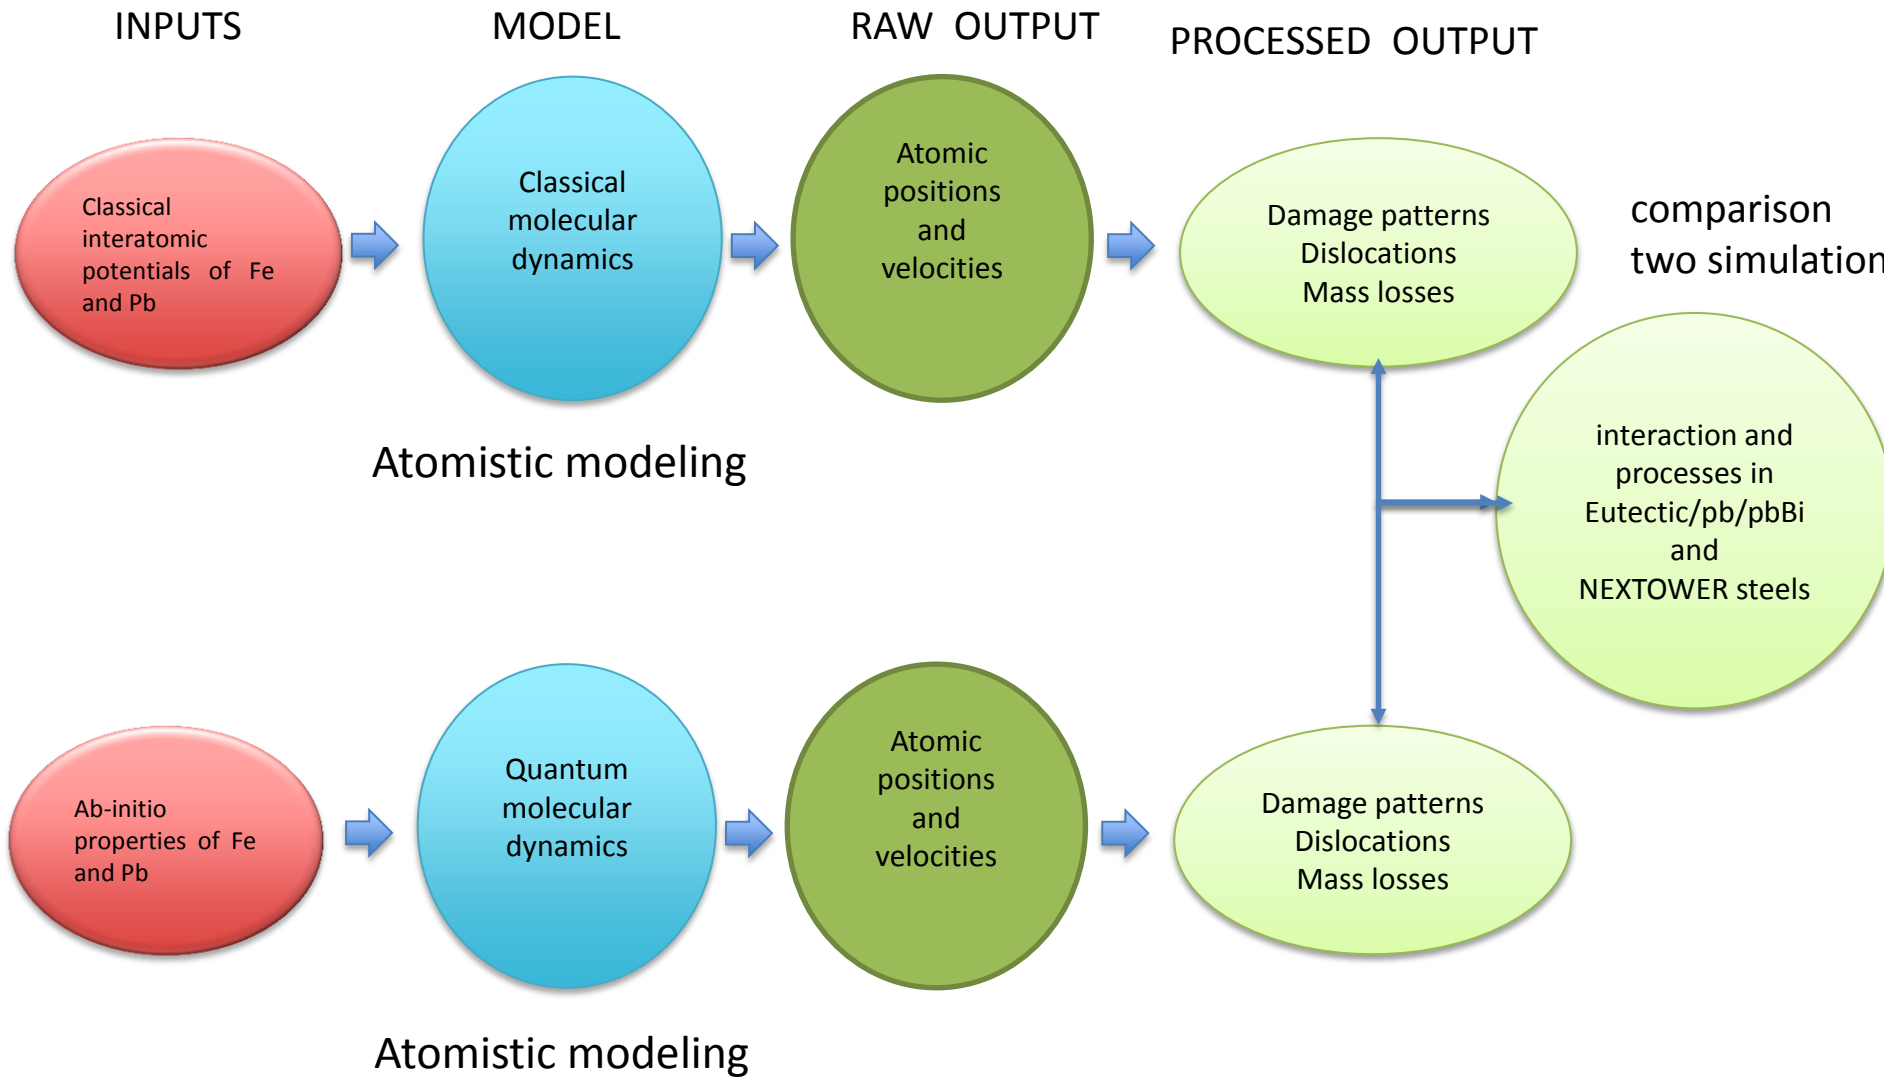 INPUTS
MODEL
RAW OUTPUT
PROCESSED OUTPUT
Classical
interatomic
potentials of Fe
and Pb
Classical
molecular
dynamics
Atomic
positions
and
velocities
Damage patterns
Dislocations
Mass losses
comparison
two simulation
Atomistic modeling
interaction and
processes in
Eutectic/pb/pbBi
and
NEXTOWER steels
Ab-initio
properties of Fe
and Pb
Quantum
molecular
dynamics
Atomic
positions
and
velocities
Damage patterns
Dislocations
Mass losses
Atomistic modeling